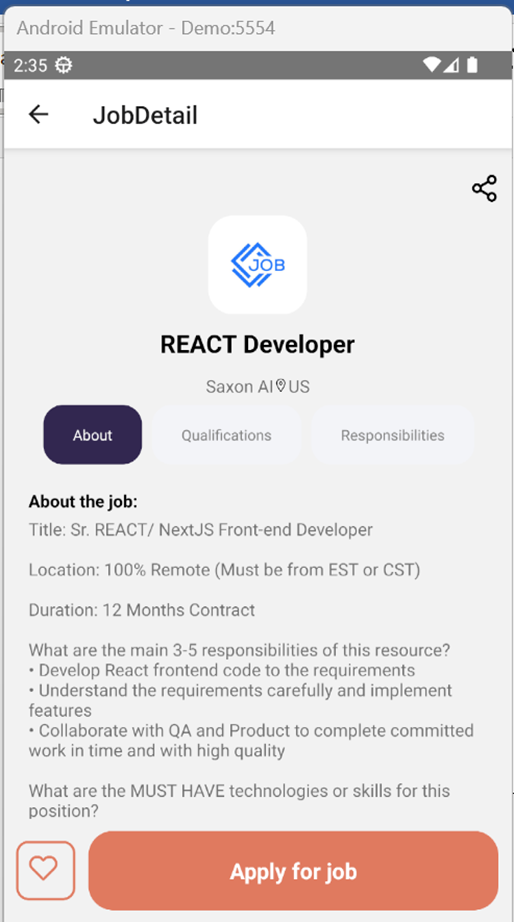 Android Emulator - Demo:5554
2:35
JobDetail
JOB
REACT Developer
Saxon AI US
About Qualifications Responsibilities
About the job:
Title: Sr. REACT/ NextJS Front-end Developer
Location: 100% Remote (Must be from EST or CST)
Duration: 12 Months Contract
What are the main 3-5 responsibilities of this resource?
• Develop React frontend code to the requirements
• Understand the requirements carefully and implement
features
• Collaborate with QA and Product to complete committed
work in time and with high quality
What are the MUST HAVE technologies or skills for this
position?
Apply for job